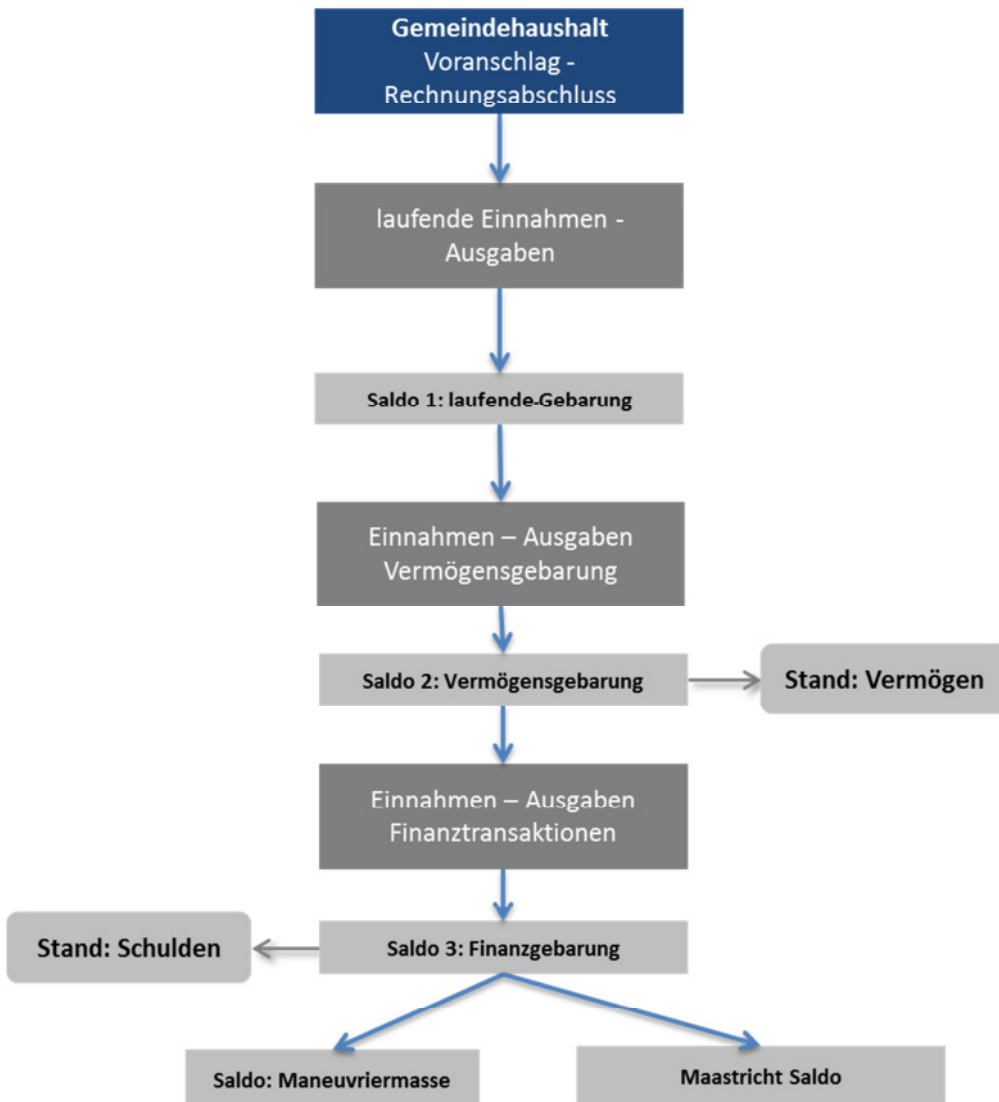 Gemeindehaushalt
Voranschlag -
Rechnungsabschluss
laufende Einnahmen -
Ausgaben
Saldo 1: laufende-Gebarung
Einnahmen – Ausgaben
Vermögensgebarung
Saldo 2: Vermögensgebarung
Stand: Vermögen
Einnahmen – Ausgaben
Finanztransaktionen
Stand: Schulden
Saldo 3: Finanzgebarung
Saldo: Maneuvriermasse
Maastricht Saldo